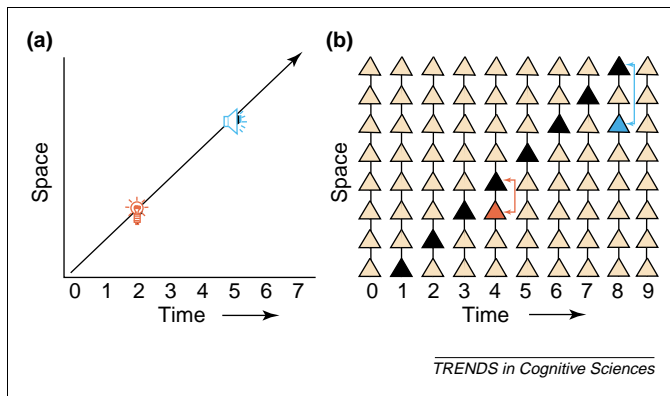 (a)
Space
0 1 2 3 4 5 6 7
Time
(b)
Space
0 1 2 3 4 5 6 7 8 9
Time
TRENDS in Cognitive Sciences